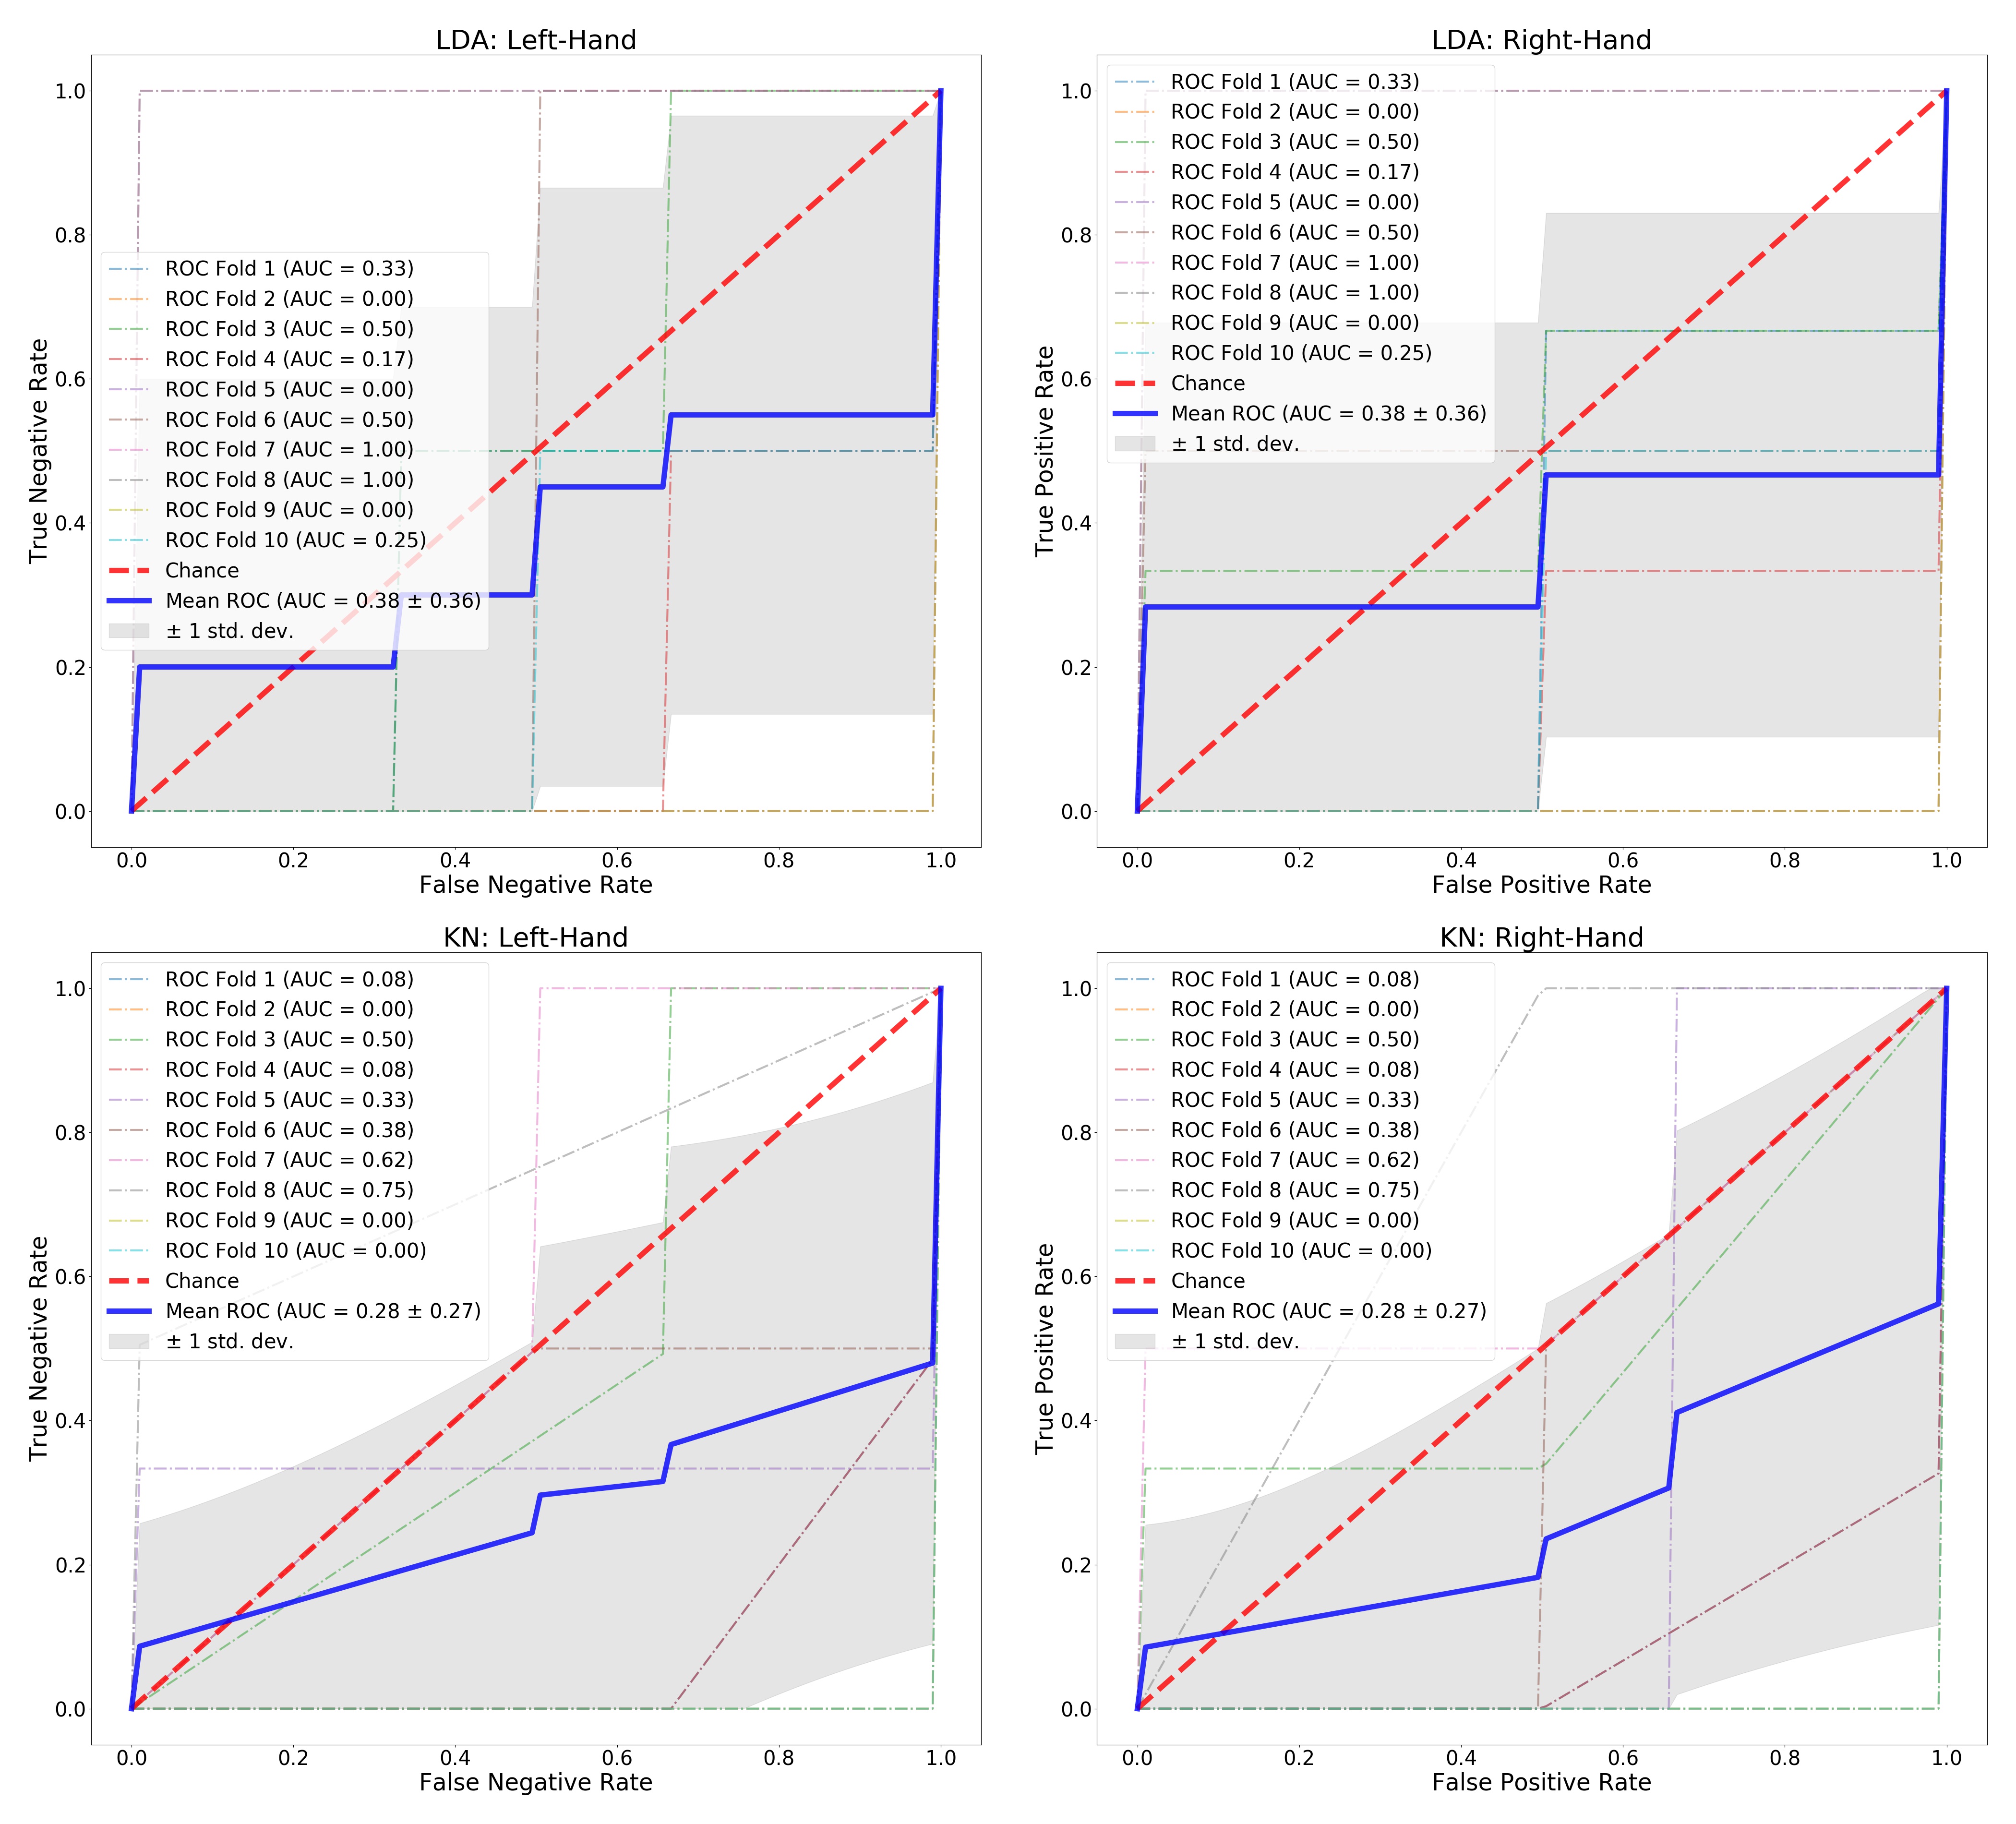 LDA: Left-Hand
True Negative Rate
1.0
0.8
0.6
0.4
0.2
0.0
ROC Fold 1 (AUC = 0.33)
ROC Fold 2 (AUC = 0.00)
ROC Fold 3 (AUC = 0.50)
ROC Fold 4 (AUC = 0.17)
ROC Fold 5 (AUC = 0.00)
ROC Fold 6 (AUC = 0.50)
ROC Fold 7 (AUC = 1.00)
ROC Fold 8 (AUC = 1.00)
ROC Fold 9 (AUC = 0.00)
ROC Fold 10 (AUC = 0.25)
Chance
Mean ROC (AUC = 0.38 ± 0.36)
± 1 std. dev.
0.0 0.2 0.4 0.6 0.8 1.0
False Negative Rate
LDA: Right-Hand
True Positive Rate
1.0
0.8
0.6
0.4
0.2
0.0
ROC Fold 1 (AUC = 0.33)
ROC Fold 2 (AUC = 0.00)
ROC Fold 3 (AUC = 0.50)
ROC Fold 4 (AUC = 0.17)
ROC Fold 5 (AUC = 0.00)
ROC Fold 6 (AUC = 0.50)
ROC Fold 7 (AUC = 1.00)
ROC Fold 8 (AUC = 1.00)
ROC Fold 9 (AUC = 0.00)
ROC Fold 10 (AUC = 0.25)
Chance
Mean ROC (AUC = 0.38 ± 0.36)
± 1 std. dev.
0.0 0.2 0.4 0.6 0.8 1.0
False Positive Rate
KN: Left-Hand
True Negative Rate
1.0
0.8
0.6
0.4
0.2
0.0
ROC Fold 1 (AUC = 0.08)
ROC Fold 2 (AUC = 0.00)
ROC Fold 3 (AUC = 0.50)
ROC Fold 4 (AUC = 0.08)
ROC Fold 5 (AUC = 0.33)
ROC Fold 6 (AUC = 0.38)
ROC Fold 7 (AUC = 0.62)
ROC Fold 8 (AUC = 0.75)
ROC Fold 9 (AUC = 0.00)
ROC Fold 10 (AUC = 0.00)
Chance
Mean ROC (AUC = 0.28 ± 0.27)
± 1 std. dev.
0.0 0.2 0.4 0.6 0.8 1.0
False Negative Rate
KN: Right-Hand
True Positive Rate
1.0
0.8
0.6
0.4
0.2
0.0
ROC Fold 1 (AUC = 0.08)
ROC Fold 2 (AUC = 0.00)
ROC Fold 3 (AUC = 0.50)
ROC Fold 4 (AUC = 0.08)
ROC Fold 5 (AUC = 0.33)
ROC Fold 6 (AUC = 0.38)
ROC Fold 7 (AUC = 0.62)
ROC Fold 8 (AUC = 0.75)
ROC Fold 9 (AUC = 0.00)
ROC Fold 10 (AUC = 0.00)
Chance
Mean ROC (AUC = 0.28 ± 0.27)
± 1 std. dev.
0.0 0.2 0.4 0.6 0.8 1.0
False Positive Rate